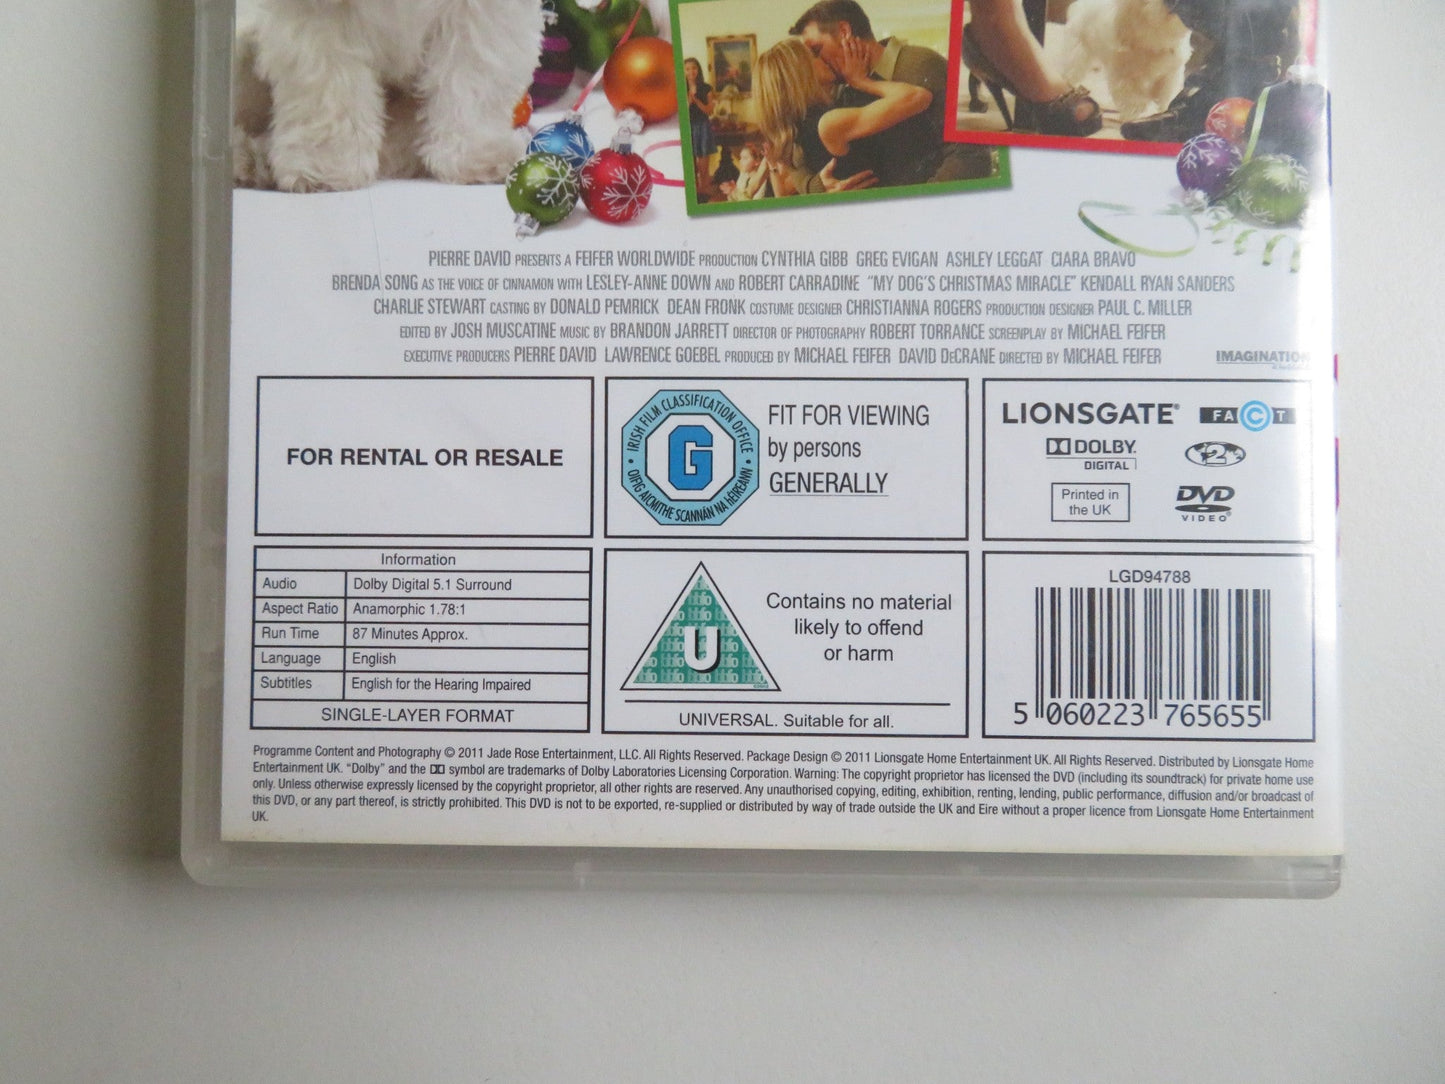 PIERRE DAVID PRESENTS A FEIFER WORLDWIDE PRODUCTION CYNTHIA GIBB GREG EVIGAN ASHLEY LEGGAT CIARA BRAVO
BRENDA SONG AS THE VOICE OF CINNAMON WITH LESLEY-ANNE DOWN AND ROBERT CARRADINE "MY DOG'S CHRISTMAS MIRACLE" KENDALL RYAN SANDERS
CHARLIE STEWART CASTING BY DONALD PEMRICK DEAN FRONK COSTUME DESIGNER CHRISTIANNA ROGERS PRODUCTION DESIGNER PAUL C. MILLER
EDITED BY JOSH MUSCATINE MUSIC BY BRANDON JARRETT DIRECTOR OF PHOTOGRAPHY ROBERT TORRANCE SCREENPLAY BY MICHAEL FEIFER
EXECUTIVE PRODUCERS PIERRE DAVID LAWRENCE GOEBEL PRODUCED BY MICHAEL FEIFER DAVID DeCRANE DIRECTED BY MICHAEL FEIFER
IMAGINATION
FOR RENTAL OR RESALE
IRISH FILM CLASSIFICATION OFFICE
G
OIFIG AICMITHE SCANNÁN NA hÉIREANN
FIT FOR VIEWING
by persons
GENERALLY
LIONSGATE
FACT
DOLBY
DIGITAL
2
Printed in
the UK
DVD
VIDEO
Information
Audio Dolby Digital 5.1 Surround
Aspect Ratio Anamorphic 1.78:1
Run Time 87 Minutes Approx.
Language English
Subtitles English for the Hearing Impaired
SINGLE-LAYER FORMAT
U
Contains no material
likely to offend
or harm
UNIVERSAL. Suitable for all.
LGD94788
5 060223 765655
Programme Content and Photography © 2011 Jade Rose Entertainment, LLC. All Rights Reserved. Package Design © 2011 Lionsgate Home Entertainment UK. All Rights Reserved. Distributed by Lionsgate Home
Entertainment UK. "Dolby" and the symbol are trademarks of Dolby Laboratories Licensing Corporation. Warning: The copyright proprietor has licensed the DVD (including its soundtrack) for private home use
only. Unless otherwise expressly licensed by the copyright proprietor, all other rights are reserved. Any unauthorised copying, editing, exhibition, renting, lending, public performance, diffusion and/or broadcast of
this DVD, or any part thereof, is strictly prohibited. This DVD is not to be exported, re-supplied or distributed by way of trade outside the UK and Eire without a proper licence from Lionsgate Home Entertainment
UK.